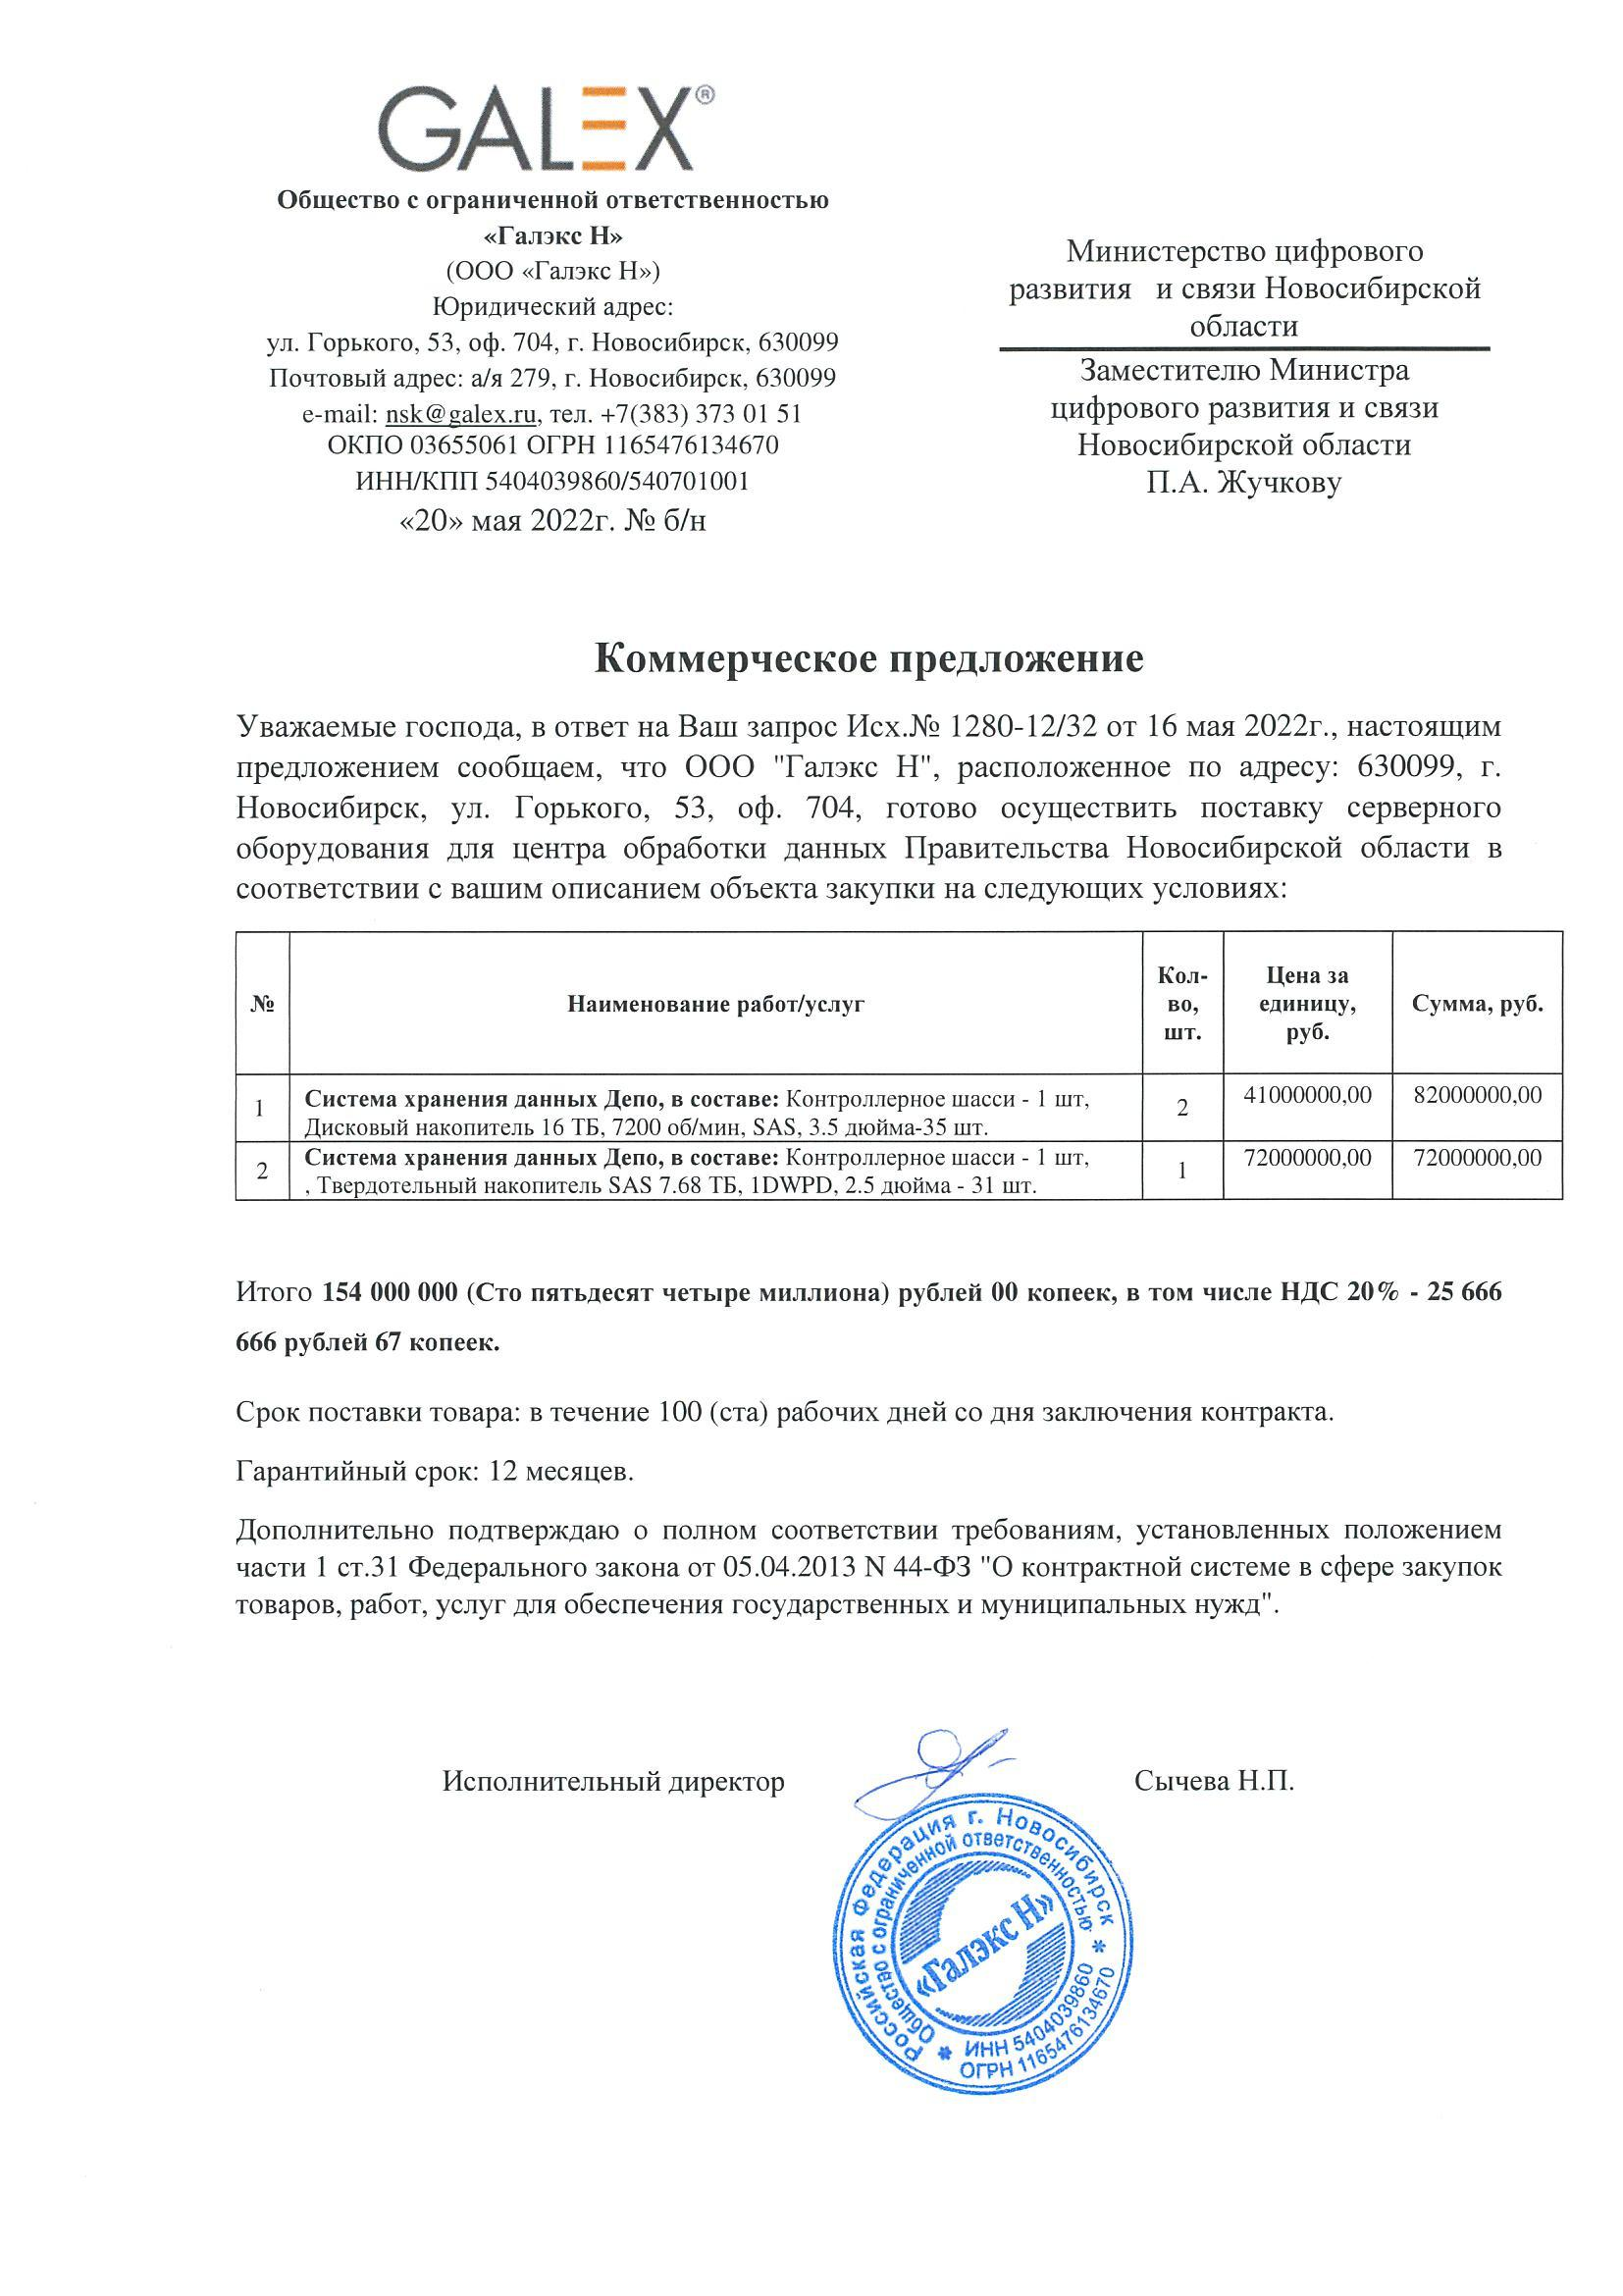 GALEX®
Общество с ограниченной ответственностью
«Галэкс Н»
(ООО «Галэкс Н»)
Юридический адрес:
ул. Горького, 53, оф. 704, г. Новосибирск, 630099
Почтовый адрес: а/я 279, г. Новосибирск, 630099
e-mail: nsk@galex.ru, тел. +7(383) 373 01 51
ОКПО 03655061 ОГРН 1165476134670
ИНН/КПП 5404039860/540701001
«20» мая 2022г. № б/н
Министерство цифрового
развития и связи Новосибирской
области
Заместителю Министра
цифрового развития и связи
Новосибирской области
П.А. Жучкову
Коммерческое предложение
Уважаемые господа, в ответ на Ваш запрос Исх.№ 1280-12/32 от 16 мая 2022г., настоящим
предложением сообщаем, что ООО "Галэкс Н", расположенное по адресу: 630099, г.
Новосибирск, ул. Горького, 53, оф. 704, готово осуществить поставку серверного
оборудования для центра обработки данных Правительства Новосибирской области в
соответствии с вашим описанием объекта закупки на следующих условиях:
№ Наименование работ/услуг Кол-во, шт. Цена за единицу, руб. Сумма, руб.
1 Система хранения данных Депо, в составе: Контроллерное шасси - 1 шт, 2 41000000,00 82000000,00
Дисковый накопитель 16 ТБ, 7200 об/мин, SAS, 3.5 дюйма-35 шт.
2 Система хранения данных Депо, в составе: Контроллерное шасси - 1 шт, 1 72000000,00 72000000,00
, Твердотельный накопитель SAS 7.68 ТБ, 1DWPD, 2.5 дюйма - 31 шт.
Итого 154 000 000 (Сто пятьдесят четыре миллиона) рублей 00 копеек, в том числе НДС 20% - 25 666
666 рублей 67 копеек.
Срок поставки товара: в течение 100 (ста) рабочих дней со дня заключения контракта.
Гарантийный срок: 12 месяцев.
Дополнительно подтверждаю о полном соответствии требованиям, установленных положением
части 1 ст.31 Федерального закона от 05.04.2013 N 44-ФЗ "О контрактной системе в сфере закупок
товаров, работ, услуг для обеспечения государственных и муниципальных нужд".
Исполнительный директор Сычева Н.П.
Российская Федерация г. Новосибирск
Общество с ограниченной ответственностью
«Галэкс Н»
ИНН 5404039860
ОГРН 1165476134670